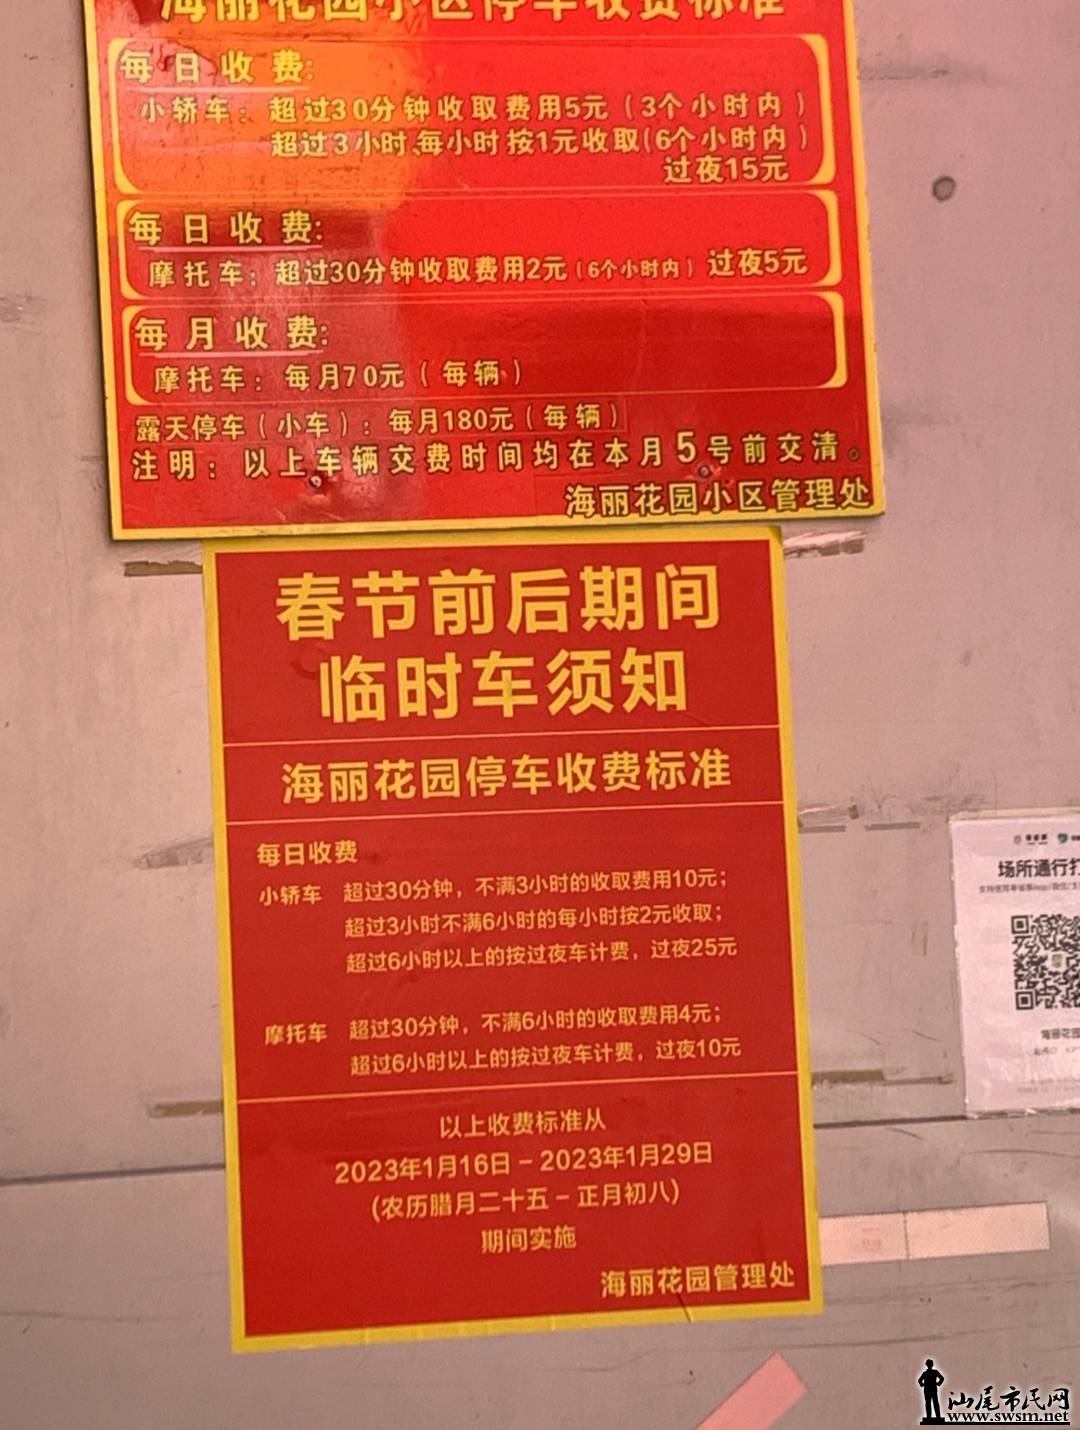 海丽花园小区停车收费标准
每日收费:
小轿车：超过30分钟收取费用5元（3个小时内）
超过3小时、每小时按1元收取(6个小时内）
过夜15元
每日收费:
摩托车：超过30分钟收取费用2元（6个小时内）过夜5元
每月收费:
摩托车：每月70元（每辆）
露天停车（小车）：每月180元（每辆）
注明：以上车辆交费时间均在本月5号前交清。
海丽花园小区管理处
春节前后期间
临时车须知
海丽花园停车收费标准
每日收费
小轿车 超过30分钟，不满3小时的收取费用10元；
超过3小时不满6小时的每小时按2元收取；
超过6小时以上的按过夜车计费，过夜25元
摩托车 超过30分钟，不满6小时的收取费用4元；
超过6小时以上的按过夜车计费，过夜10元
以上收费标准从
2023年1月16日－2023年1月29日
(农历腊月二十五－正月初八)
期间实施
海丽花园管理处
场所通行打
海丽花园
汕尾市民网
www.swsm.net